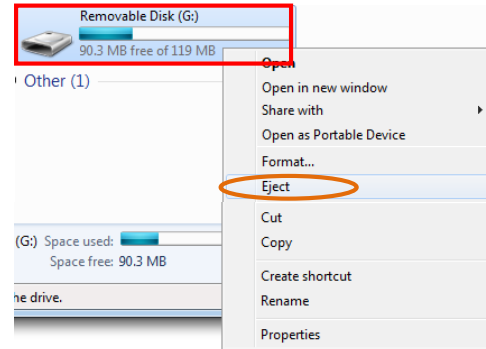 Removable Disk (G:)
90.3 MB free of 119 MB
Other (1)
Open
Open in new window
Share with
Open as Portable Device
Format...
Eject
Cut
Copy
Create shortcut
Rename
Properties
(G:) Space used:
Space free: 90.3 MB
he drive.